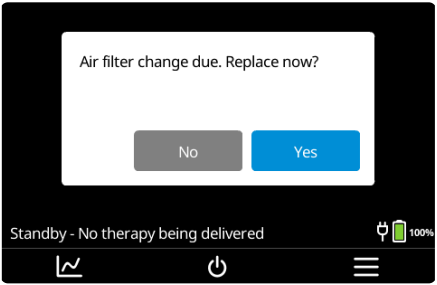 Air filter change due. Replace now?
No Yes
Standby - No therapy being delivered 100%